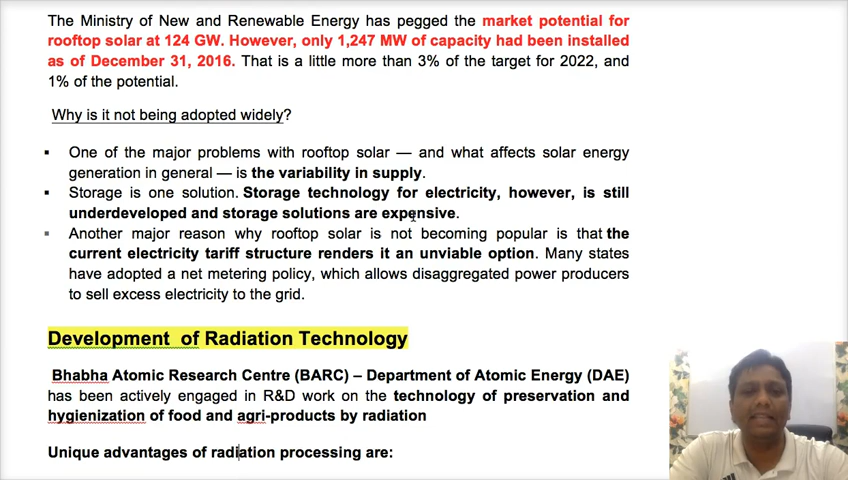 The Ministry of New and Renewable Energy has pegged the market potential for
rooftop solar at 124 GW. However, only 1,247 MW of capacity had been installed
as of December 31, 2016. That is a little more than 3% of the target for 2022, and
1% of the potential.
Why is it not being adopted widely?
▪ One of the major problems with rooftop solar — and what affects solar energy
generation in general — is the variability in supply.
▪ Storage is one solution. Storage technology for electricity, however, is still
underdeveloped and storage solutions are expensive.
▪ Another major reason why rooftop solar is not becoming popular is that the
current electricity tariff structure renders it an unviable option. Many states
have adopted a net metering policy, which allows disaggregated power producers
to sell excess electricity to the grid.
Development of Radiation Technology
Bhabha Atomic Research Centre (BARC) – Department of Atomic Energy (DAE)
has been actively engaged in R&D work on the technology of preservation and
hygienization of food and agri-products by radiation
Unique advantages of radiation processing are: